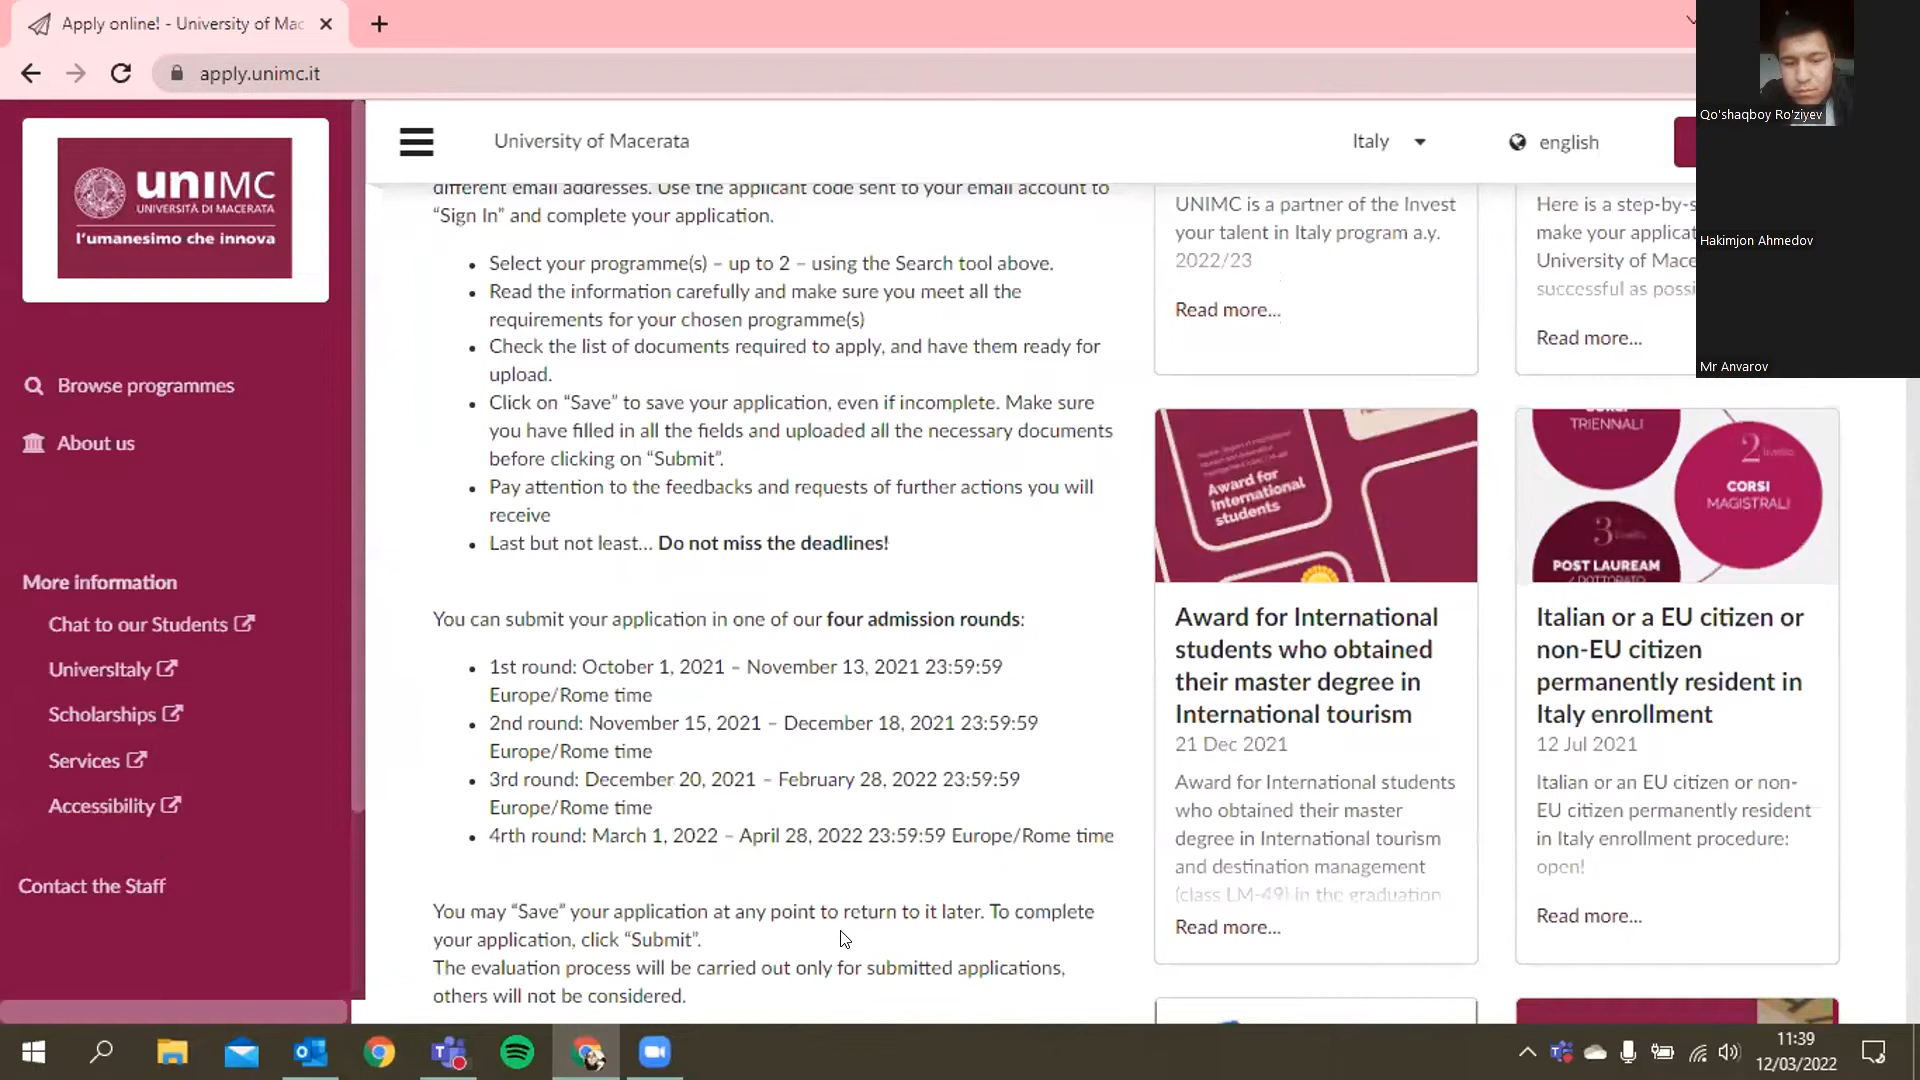 Apply online! - University of Mac
apply.unimc.it
Qo'shaqboy Ro'ziyev
Hakimjon Ahmedov
Mr Anvarov
uniMC
UNIVERSITÀ DI MACERATA
l'umanesimo che innova
Browse programmes
About us
More information
Chat to our Students
UniversItaly
Scholarships
Services
Accessibility
Contact the Staff
University of Macerata
Italy
english
different email addresses. Use the applicant code sent to your email account to
“Sign In” and complete your application.
• Select your programme(s) – up to 2 – using the Search tool above.
• Read the information carefully and make sure you meet all the
requirements for your chosen programme(s)
• Check the list of documents required to apply, and have them ready for
upload.
• Click on “Save” to save your application, even if incomplete. Make sure
you have filled in all the fields and uploaded all the necessary documents
before clicking on “Submit”.
• Pay attention to the feedbacks and requests of further actions you will
receive
• Last but not least... Do not miss the deadlines!
You can submit your application in one of our four admission rounds:
• 1st round: October 1, 2021 – November 13, 2021 23:59:59
Europe/Rome time
• 2nd round: November 15, 2021 – December 18, 2021 23:59:59
Europe/Rome time
• 3rd round: December 20, 2021 – February 28, 2022 23:59:59
Europe/Rome time
• 4rth round: March 1, 2022 – April 28, 2022 23:59:59 Europe/Rome time
You may “Save” your application at any point to return to it later. To complete
your application, click “Submit”.
The evaluation process will be carried out only for submitted applications,
others will not be considered.
UNIMC is a partner of the Invest
your talent in Italy program a.y.
2022/23
Read more...
Here is a step-by-s
make your applicat
University of Mace
successful as possi
Read more...
Award for
International
students
Award for International
students who obtained
their master degree in
International tourism
21 Dec 2021
Award for International students
who obtained their master
degree in International tourism
and destination management
(class LM-49) in the graduation
Read more...
TRIENNALI
2
CORSI
MAGISTRALI
3
POST LAUREAM
Italian or a EU citizen or
non-EU citizen
permanently resident in
Italy enrollment
12 Jul 2021
Italian or an EU citizen or non-
EU citizen permanently resident
in Italy enrollment procedure:
open!
Read more...
11:39
12/03/2022